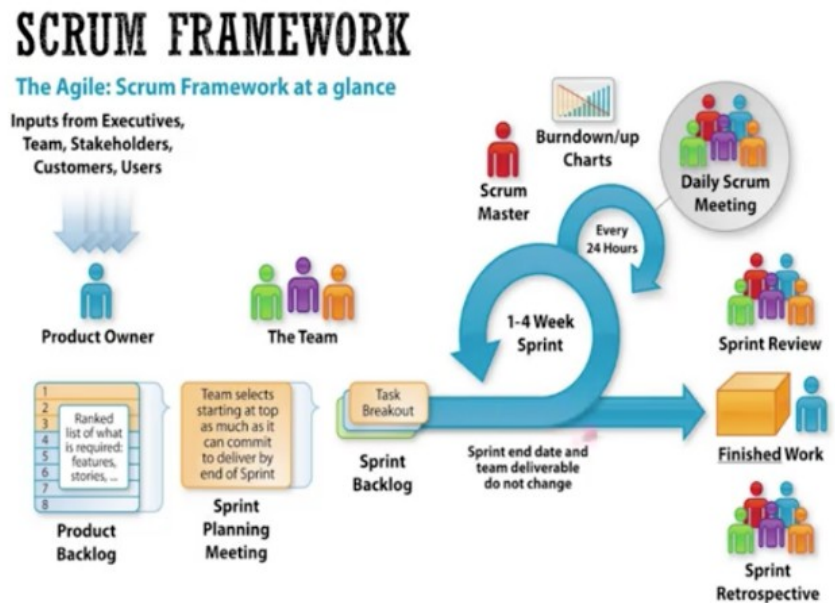 SCRUM FRAMEWORK
The Agile: Scrum Framework at a glance
Inputs from Executives,
Team, Stakeholders,
Customers, Users
Product Owner
The Team
Scrum
Master
Burndown/up
Charts
Daily Scrum
Meeting
Every
24 Hours
1-4 Week
Sprint
Sprint Review
1
2
3
4
5
6
7
8
Ranked
list of what
is required:
features,
stories, ...
Product
Backlog
Team selects
starting at top
as much as it
can commit
to deliver by
end of Sprint
Sprint
Planning
Meeting
Task
Breakout
Sprint
Backlog
Sprint end date and
team deliverable
do not change
Finished Work
Sprint
Retrospective